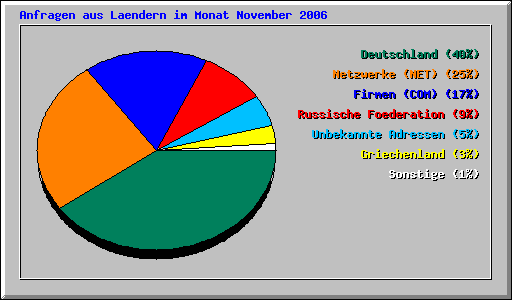 Anfragen aus Laendern im Monat November 2006
Deutschland (40%)
Netzwerke (NET) (25%)
Firmen (COM) (17%)
Russische Foederation (9%)
Unbekannte Adressen (5%)
Griechenland (3%)
Sonstige (1%)